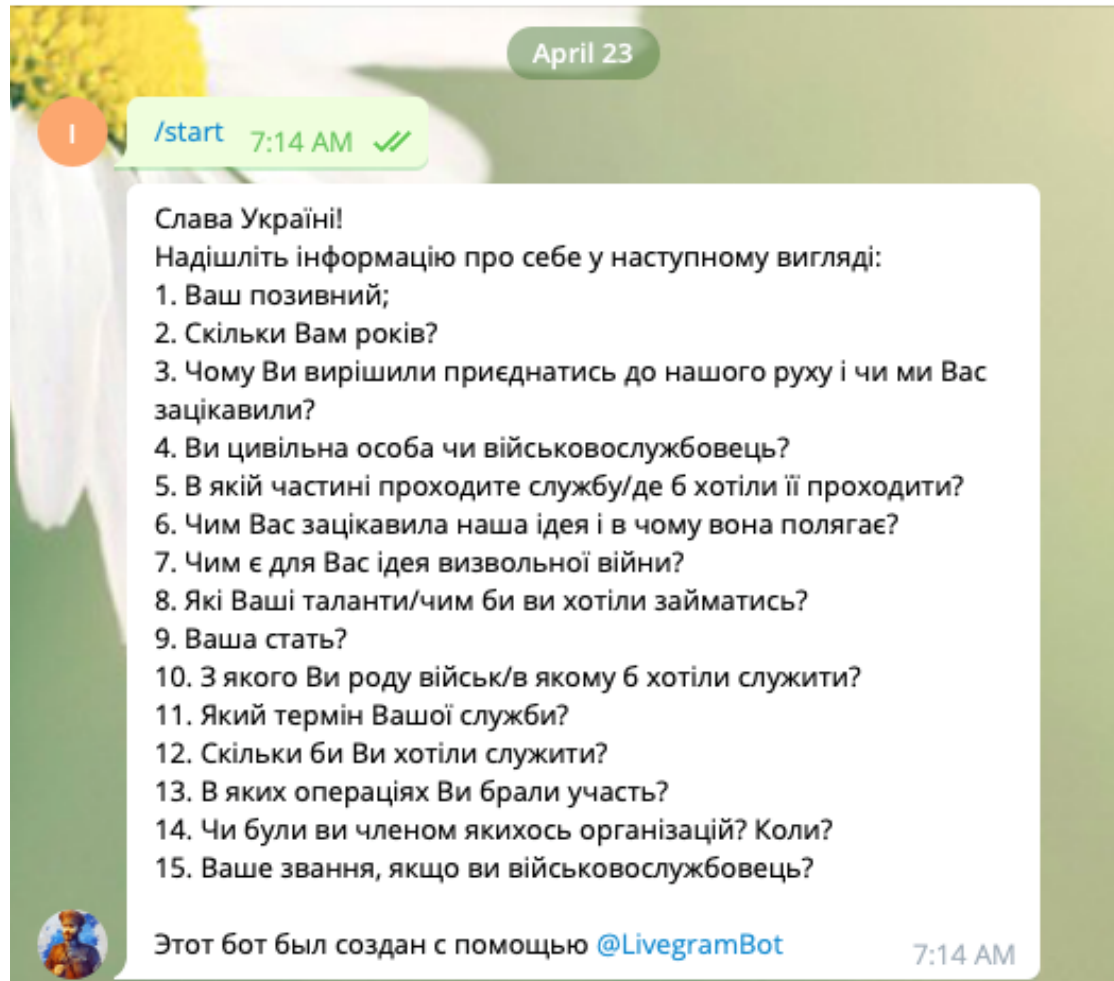 April 23
I
/start 7:14 AM
Слава Україні!
Надішліть інформацію про себе у наступному вигляді:
1. Ваш позивний;
2. Скільки Вам років?
3. Чому Ви вирішили приєднатись до нашого руху і чи ми Вас
зацікавили?
4. Ви цивільна особа чи військовослужбовець?
5. В якій частині проходите службу/де б хотіли її проходити?
6. Чим Вас зацікавила наша ідея і в чому вона полягає?
7. Чим є для Вас ідея визвольної війни?
8. Які Ваші таланти/чим би ви хотіли займатись?
9. Ваша стать?
10. З якого Ви роду військ/в якому б хотіли служити?
11. Який термін Вашої служби?
12. Скільки би Ви хотіли служити?
13. В яких операціях Ви брали участь?
14. Чи були ви членом якихось організацій? Коли?
15. Ваше звання, якщо ви військовослужбовець?
Этот бот был создан с помощью @LivegramBot 7:14 AM